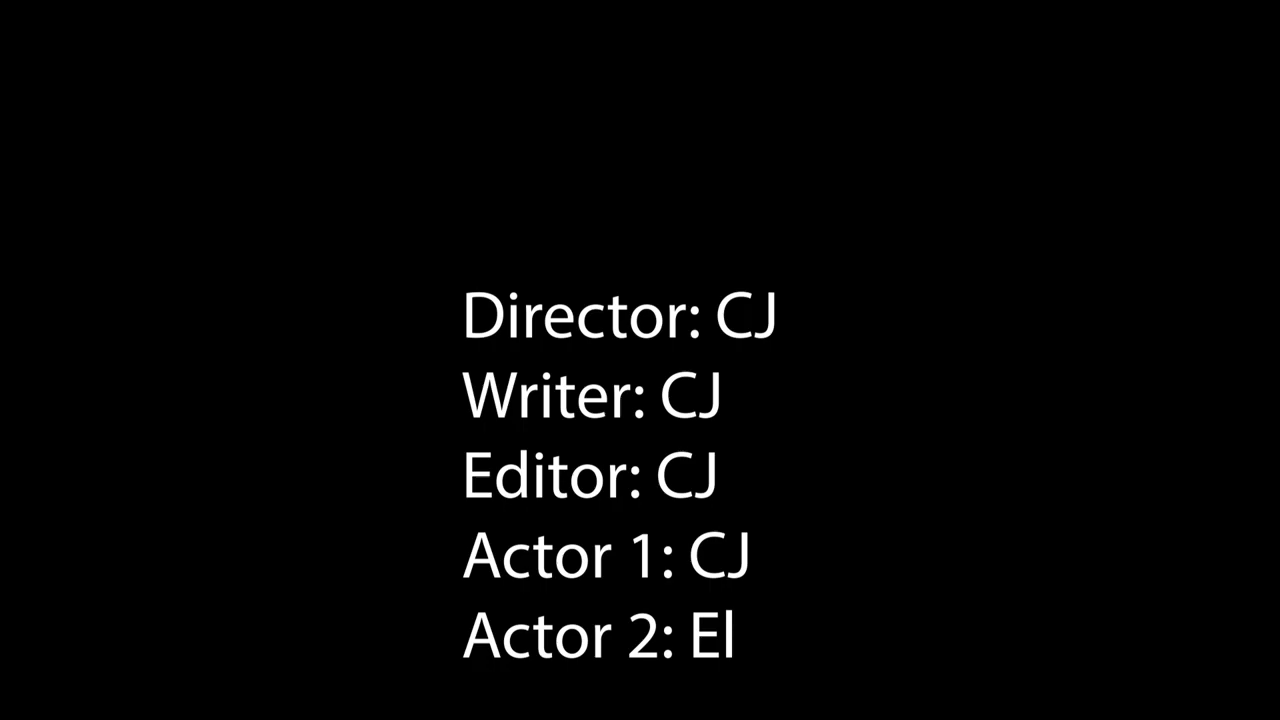 Director: CJ
Writer: CJ
Editor: CJ
Actor 1: CJ
Actor 2: El